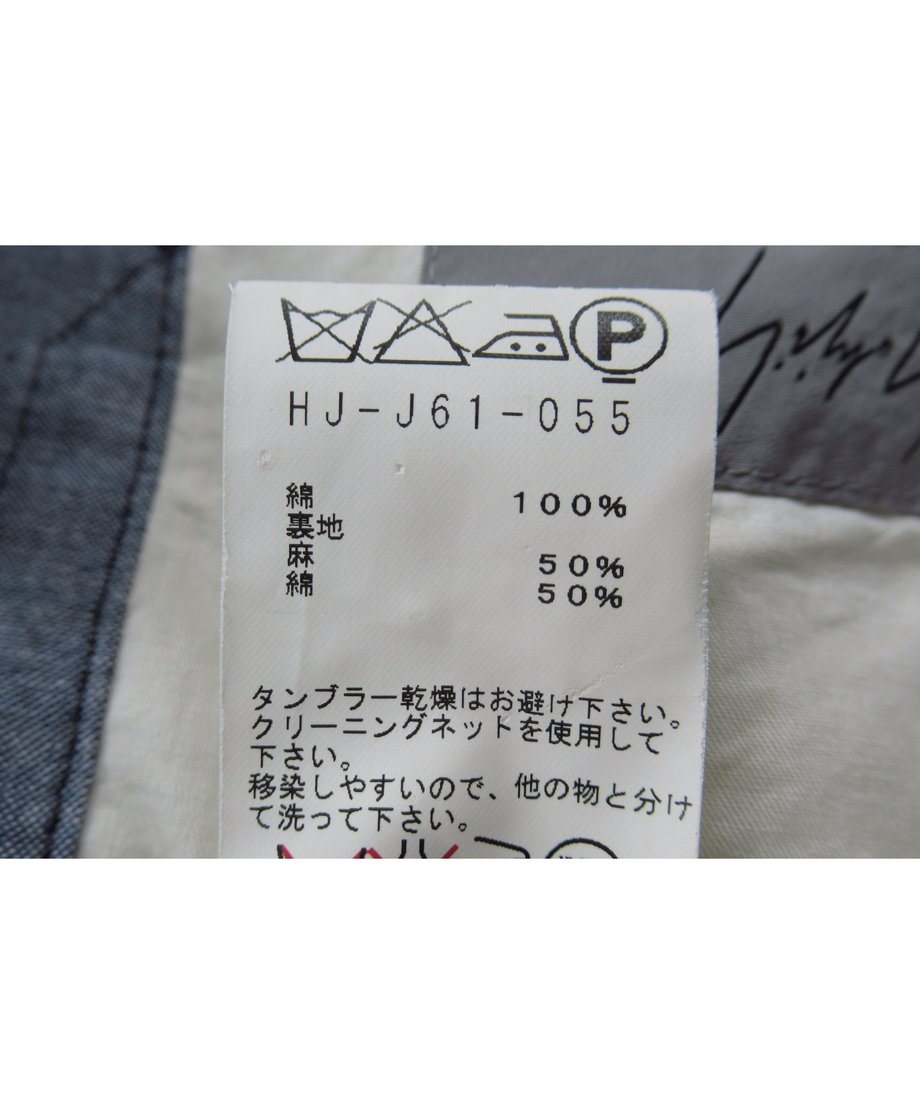 P
HJ-J61-055
綿 100%
裏地
麻 50%
綿 50%
タンブラー乾燥はお避け下さい。
クリーニングネットを使用して
下さい。
移染しやすいので、他の物と分け
て洗って下さい。